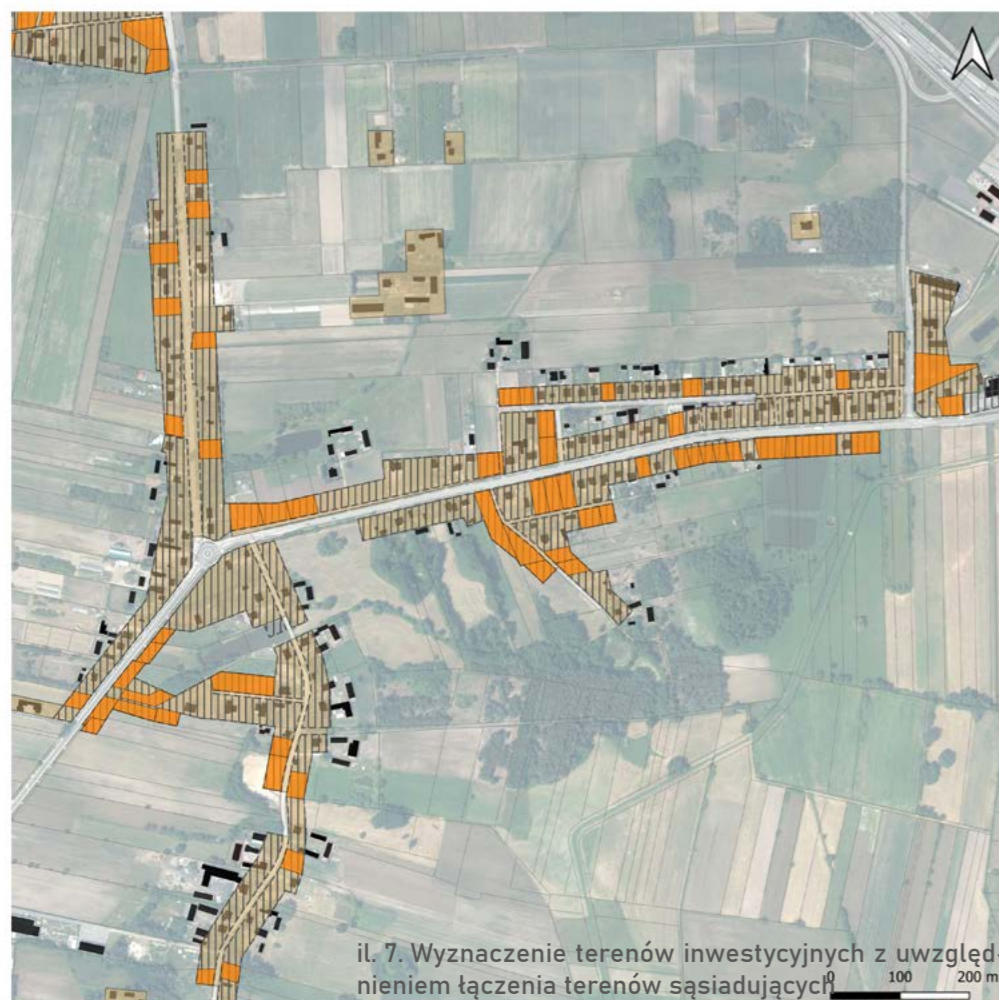 il. 7. Wyznaczenie terenów inwestycyjnych z uwzględ-
nieniem łączenia terenów sąsiadujących
0 100 200 m